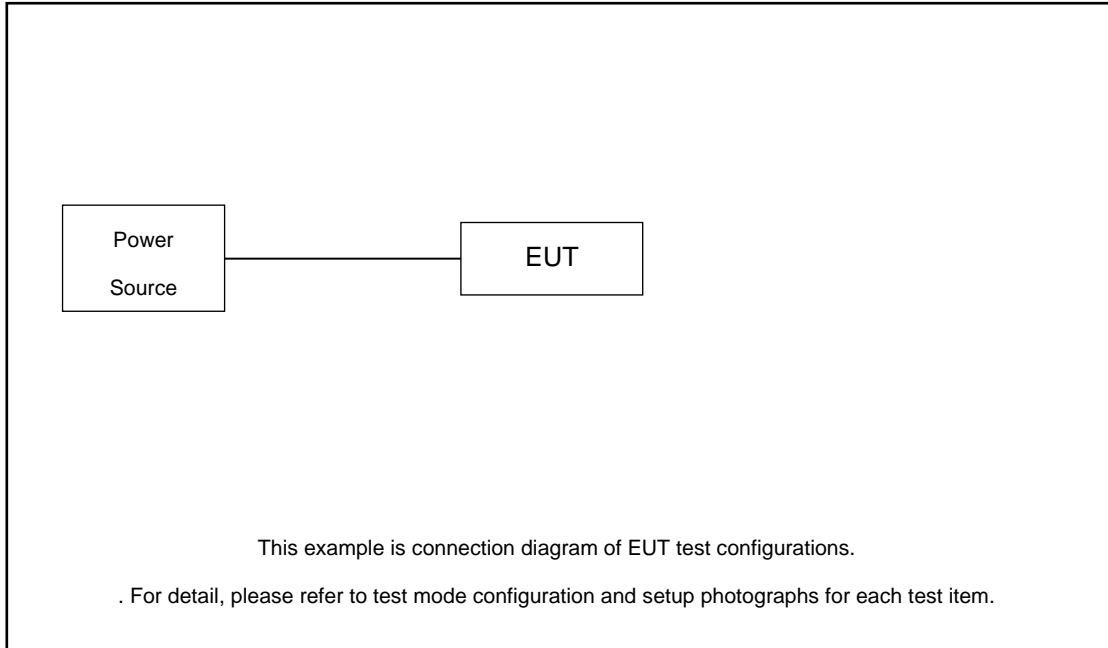 Power
Source
EUT
This example is connection diagram of EUT test configurations.
. For detail, please refer to test mode configuration and setup photographs for each test item.